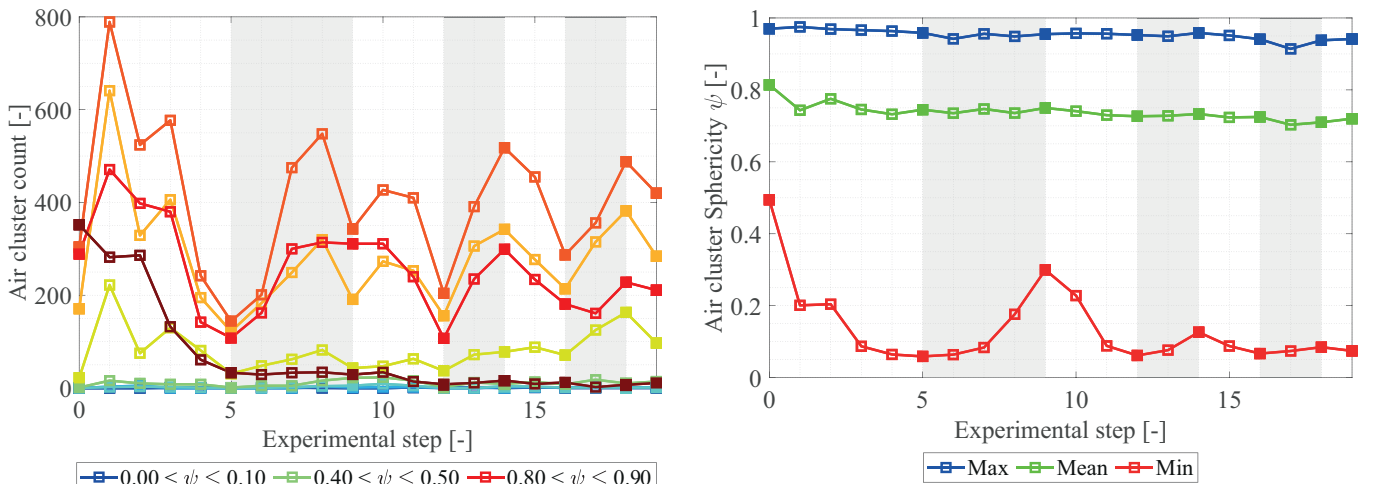 800
600
400
200
0
0 5 10 15
Air cluster count [-]
Experimental step [-]
0.00 < ψ < 0.10 0.40 < ψ < 0.50 0.80 < ψ < 0.90
1
0.8
0.6
0.4
0.2
0
0 5 10 15
Air cluster Sphericity ψ [-]
Experimental step [-]
Max Mean Min